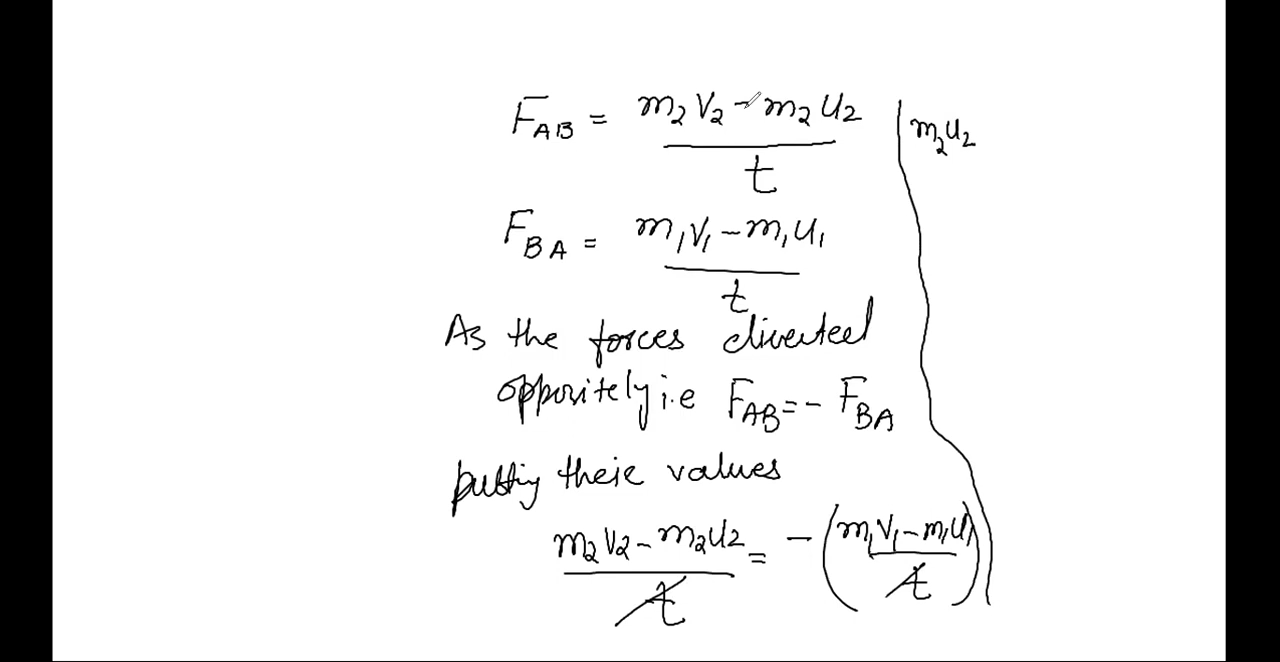 F_AB = (m₂v₂ - m₂u₂) / t
m₂u₂
F_BA = (m₁v₁ - m₁u₁) / t
As the forces diverted
oppositely i.e F_AB = - F_BA
putting their values
(m₂v₂ - m₂u₂) / t = - ((m₁v₁ - m₁u₁) / t)